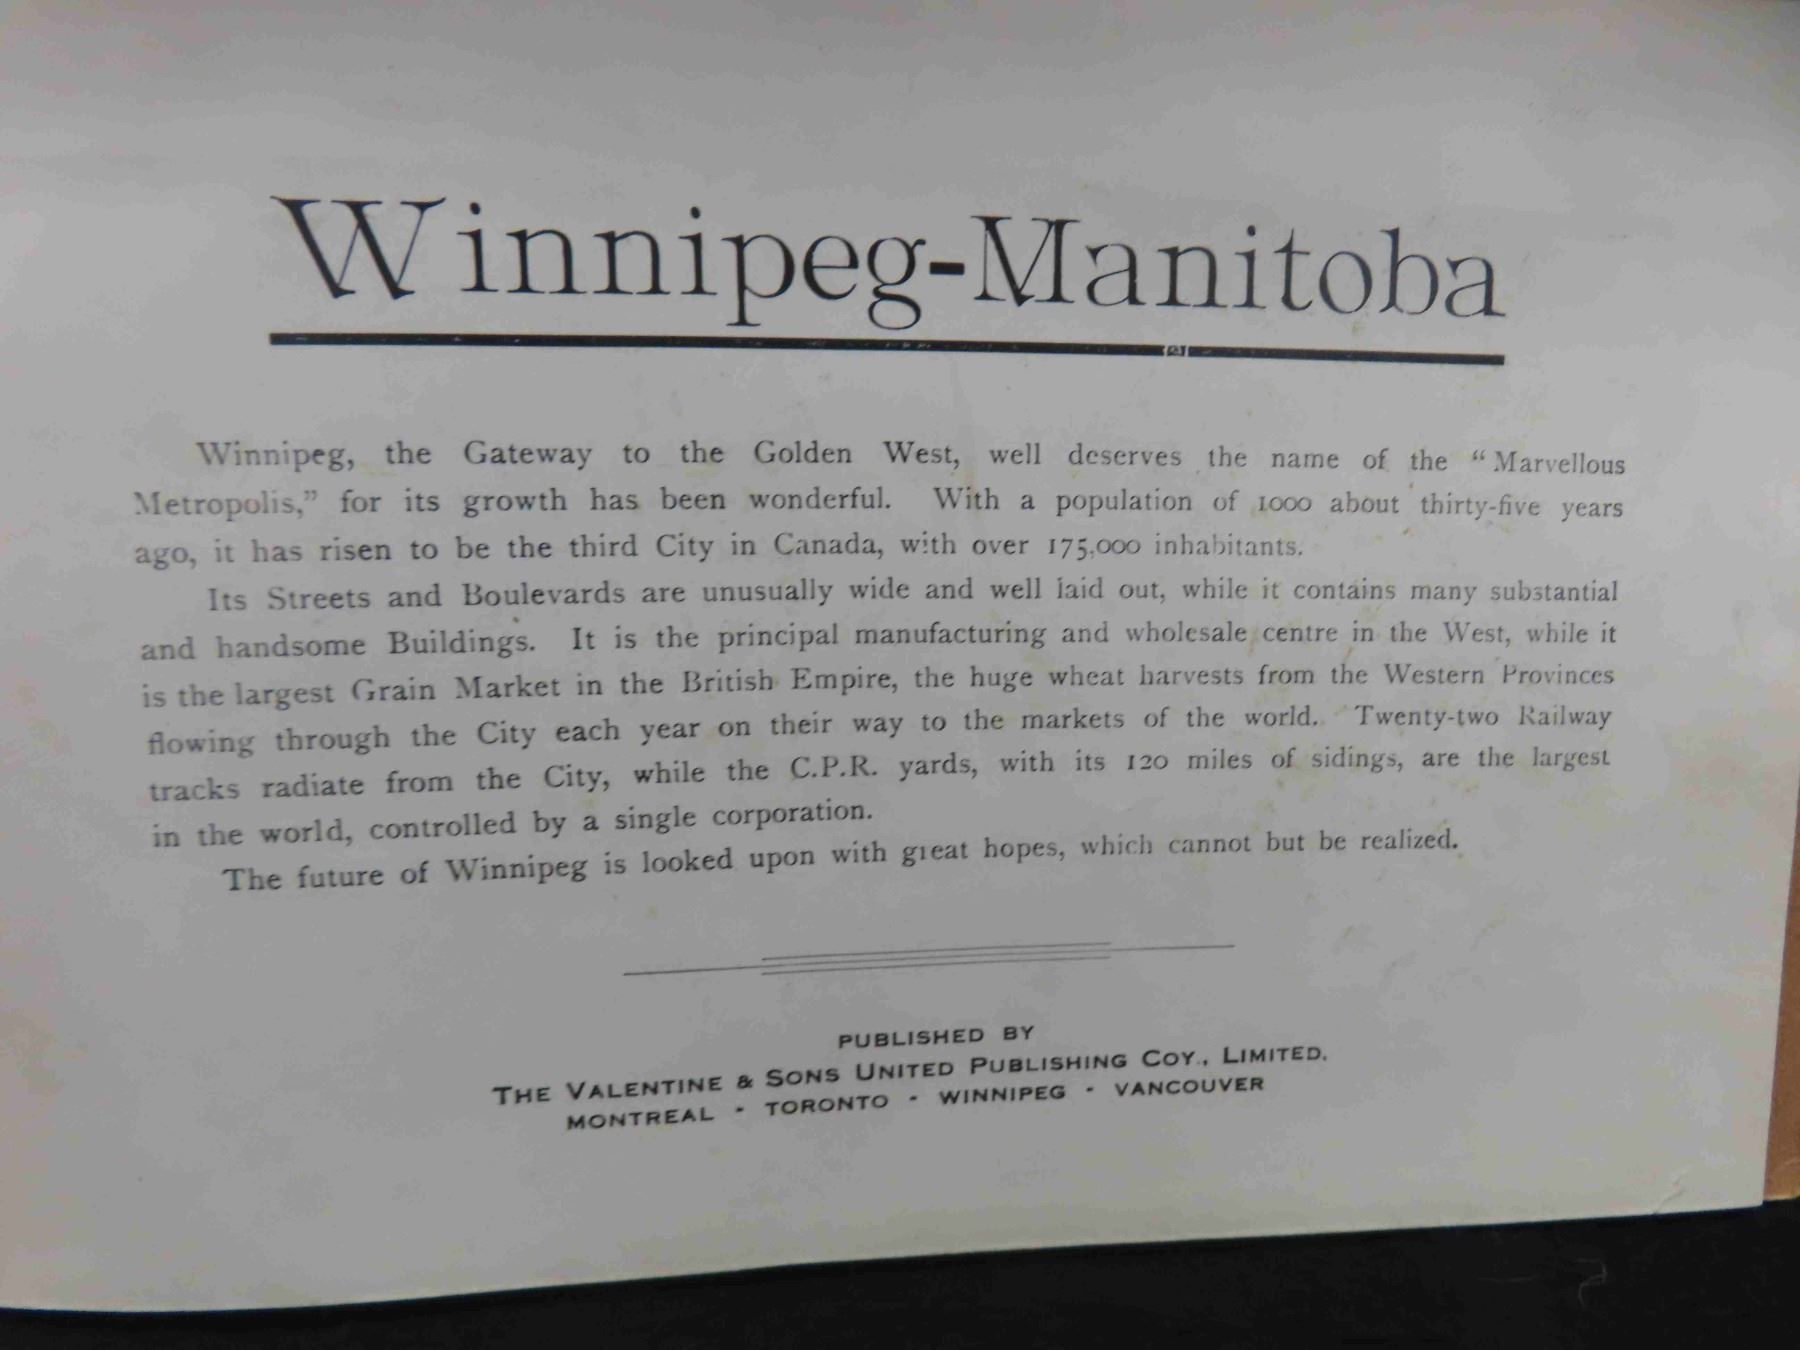 Winnipeg-Manitoba
Winnipeg, the Gateway to the Golden West, well deserves the name of the “Marvellous
Metropolis,” for its growth has been wonderful. With a population of 1000 about thirty-five years
ago, it has risen to be the third City in Canada, with over 175,000 inhabitants.
Its Streets and Boulevards are unusually wide and well laid out, while it contains many substantial
and handsome Buildings. It is the principal manufacturing and wholesale centre in the West, while it
is the largest Grain Market in the British Empire, the huge wheat harvests from the Western Provinces
flowing through the City each year on their way to the markets of the world. Twenty-two Railway
tracks radiate from the City, while the C.P.R. yards, with its 120 miles of sidings, are the largest
in the world, controlled by a single corporation.
The future of Winnipeg is looked upon with great hopes, which cannot but be realized.
PUBLISHED BY
THE VALENTINE & SONS UNITED PUBLISHING COY., LIMITED.
MONTREAL - TORONTO - WINNIPEG - VANCOUVER